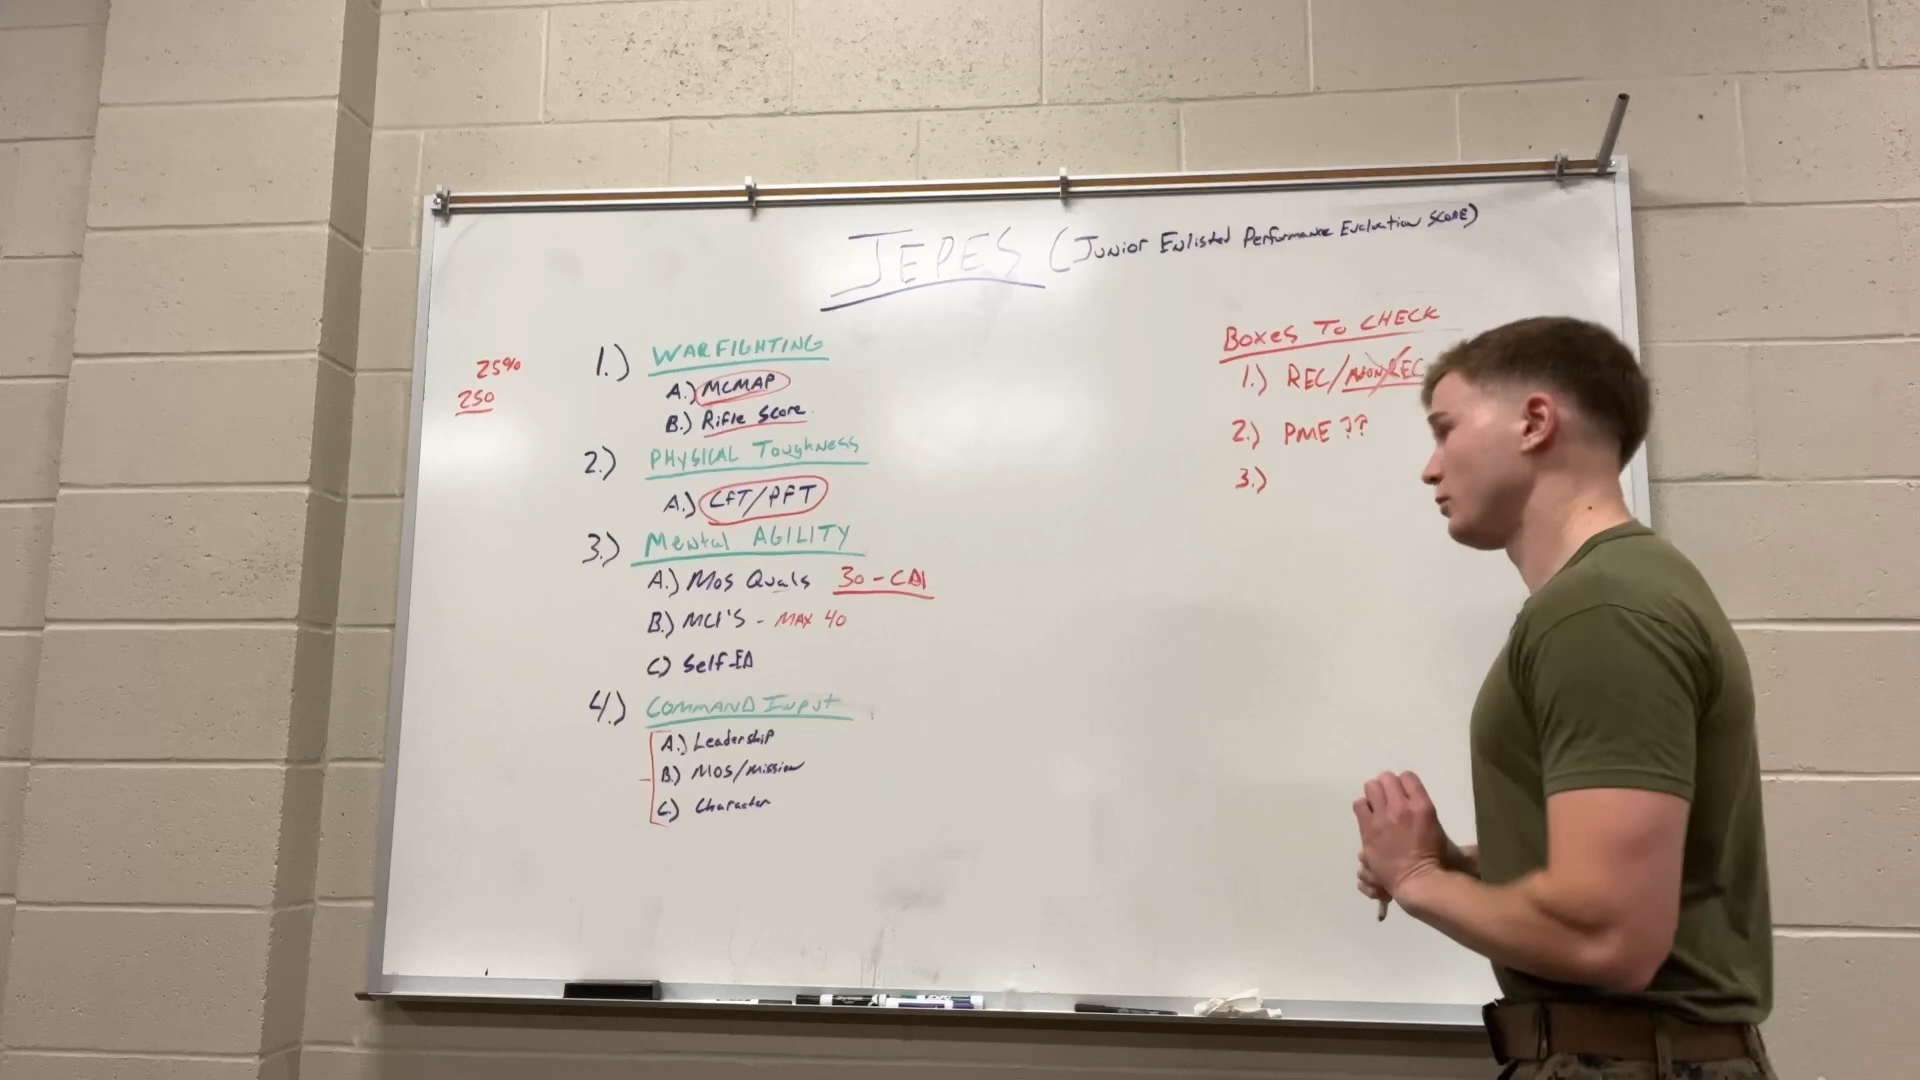 JEPES (Junior Enlisted Performance Evaluation Score)
25%
250
1.) WARFIGHTING
A.) MCMAP
B.) Rifle Score
2.) PHYSICAL Toughness
A.) CFT/PFT
3.) Mental AGILITY
A.) MOS Quals 30 - CDI
B.) MCI'S - MAX 40
C.) Self-ED
4.) COMMAND Input
A.) Leadership
B.) MOS/Mission
C.) Character
Boxes To CHECK
1.) REC/NON REC
2.) PME ??
3.)